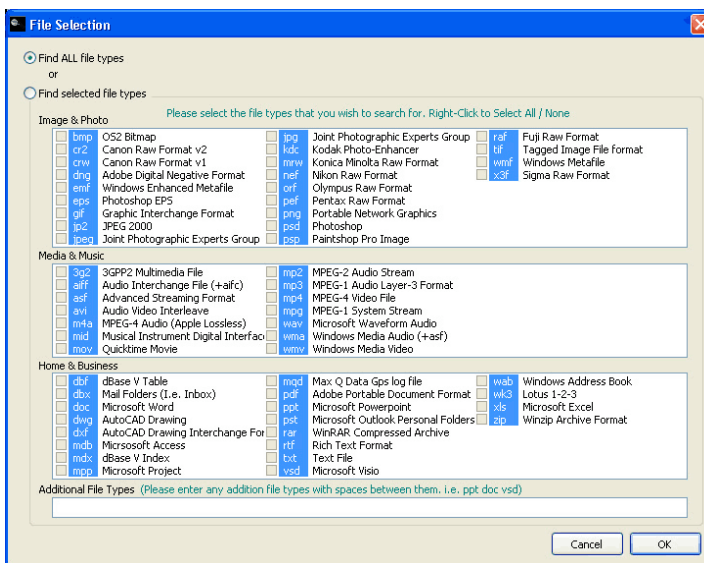 File Selection
Find ALL file types
or
Find selected file types
Please select the file types that you wish to search for. Right-Click to Select All / None
Image & Photo
bmp OS2 Bitmap
cr2 Canon Raw Format v2
crw Canon Raw Format v1
dng Adobe Digital Negative Format
emf Windows Enhanced Metafile
eps Photoshop EPS
gif Graphic Interchange Format
jp2 JPEG 2000
jpeg Joint Photographic Experts Group
jpg Joint Photographic Experts Group
kdc Kodak Photo-Enhancer
mrw Konica Minolta Raw Format
nef Nikon Raw Format
orf Olympus Raw Format
pef Pentax Raw Format
png Portable Network Graphics
psd Photoshop
psp Paintshop Pro Image
raf Fuji Raw Format
tif Tagged Image File format
wmf Windows Metafile
x3f Sigma Raw Format
Media & Music
3g2 3GPP2 Multimedia File
aiff Audio Interchange File (+aifc)
asf Advanced Streaming Format
avi Audio Video Interleave
m4a MPEG-4 Audio (Apple Lossless)
mid Musical Instrument Digital Interfac
mov Quicktime Movie
mp2 MPEG-2 Audio Stream
mp3 MPEG-1 Audio Layer-3 Format
mp4 MPEG-4 Video File
mpg MPEG-1 System Stream
wav Microsoft Waveform Audio
wma Windows Media Audio (+asf)
wmv Windows Media Video
Home & Business
dbf dBase V Table
dbx Mail Folders (I.e. Inbox)
doc Microsoft Word
dwg AutoCAD Drawing
dxf AutoCAD Drawing Interchange For
mdb Micrsosoft Access
mdx dBase V Index
mpp Microsoft Project
mqd Max Q Data Gps log file
pdf Adobe Portable Document Format
ppt Microsoft Powerpoint
pst Microsoft Outlook Personal Folders
rar WinRAR Compressed Archive
rtf Rich Text Format
txt Text File
vsd Microsoft Visio
wab Windows Address Book
wk3 Lotus 1-2-3
xls Microsoft Excel
zip Winzip Archive Format
Additional File Types (Please enter any addition file types with spaces between them. i.e. ppt doc vsd)
Cancel OK